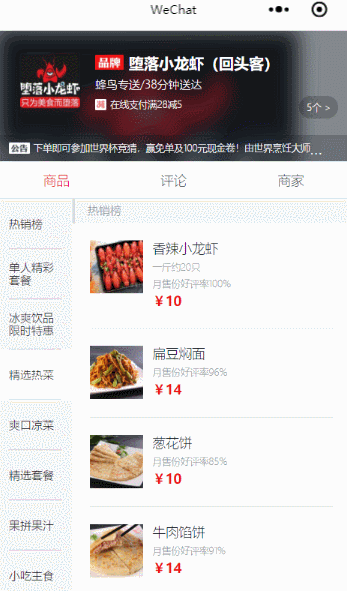 WeChat
堕落小龙虾
只为美食而堕落
品牌 堕落小龙虾（回头客）
蜂鸟专送/38分钟送达
减 在线支付满28减5
5个 >
公告 下单即可参加世界杯竞猜，赢免单及100元现金卷！由世界烹饪大师...
商品
评论
商家
热销榜
单人精彩
套餐
冰爽饮品
限时特惠
精选热菜
爽口凉菜
精选套餐
果拼果汁
小吃主食
热销榜
香辣小龙虾
一斤约20只
月售份好评率100%
￥10
扁豆焖面
月售份好评率96%
￥14
葱花饼
月售份好评率85%
￥10
牛肉馅饼
月售份好评率91%
￥14